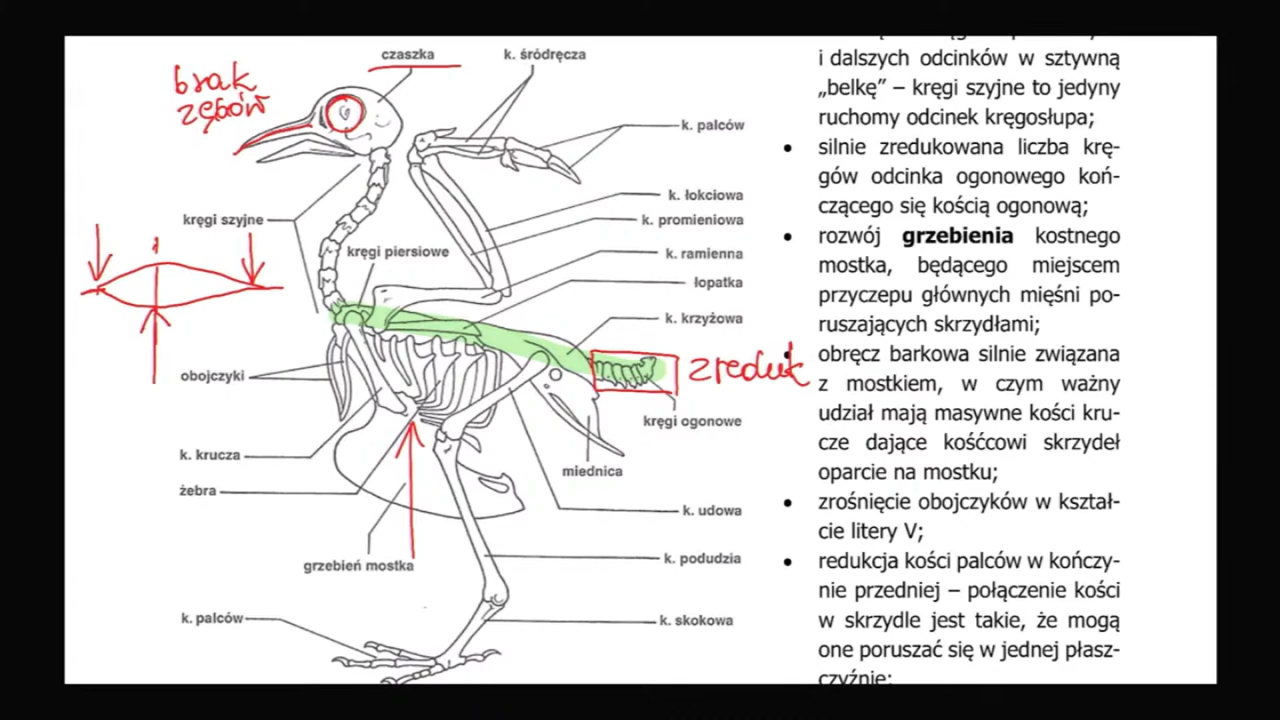 czaszka
k. śródręcza
brak
zębów
k. palców
k. łokciowa
kręgi szyjne
k. promieniowa
kręgi piersiowe
k. ramienna
łopatka
k. krzyżowa
zreduk
obojczyki
kręgi ogonowe
k. krucza
miednica
żebra
k. udowa
k. podudzia
grzebień mostka
k. palców
k. skokowa
i dalszych odcinków w sztywną
„belkę” – kręgi szyjne to jedyny
ruchomy odcinek kręgosłupa;
• silnie zredukowana liczba krę-
gów odcinka ogonowego koń-
czącego się kością ogonową;
• rozwój grzebienia kostnego
mostka, będącego miejscem
przyczepu głównych mięśni po-
ruszających skrzydłami;
• obręcz barkowa silnie związana
z mostkiem, w czym ważny
udział mają masywne kości kru-
cze dające kośćcowi skrzydeł
oparcie na mostku;
• zrośnięcie obojczyków w kształ-
cie litery V;
• redukcja kości palców w kończy-
nie przedniej – połączenie kości
w skrzydle jest takie, że mogą
one poruszać się w jednej płasz-
czyźnie;